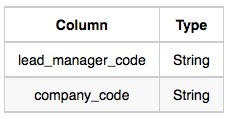 Column Type
lead_manager_code String
company_code String